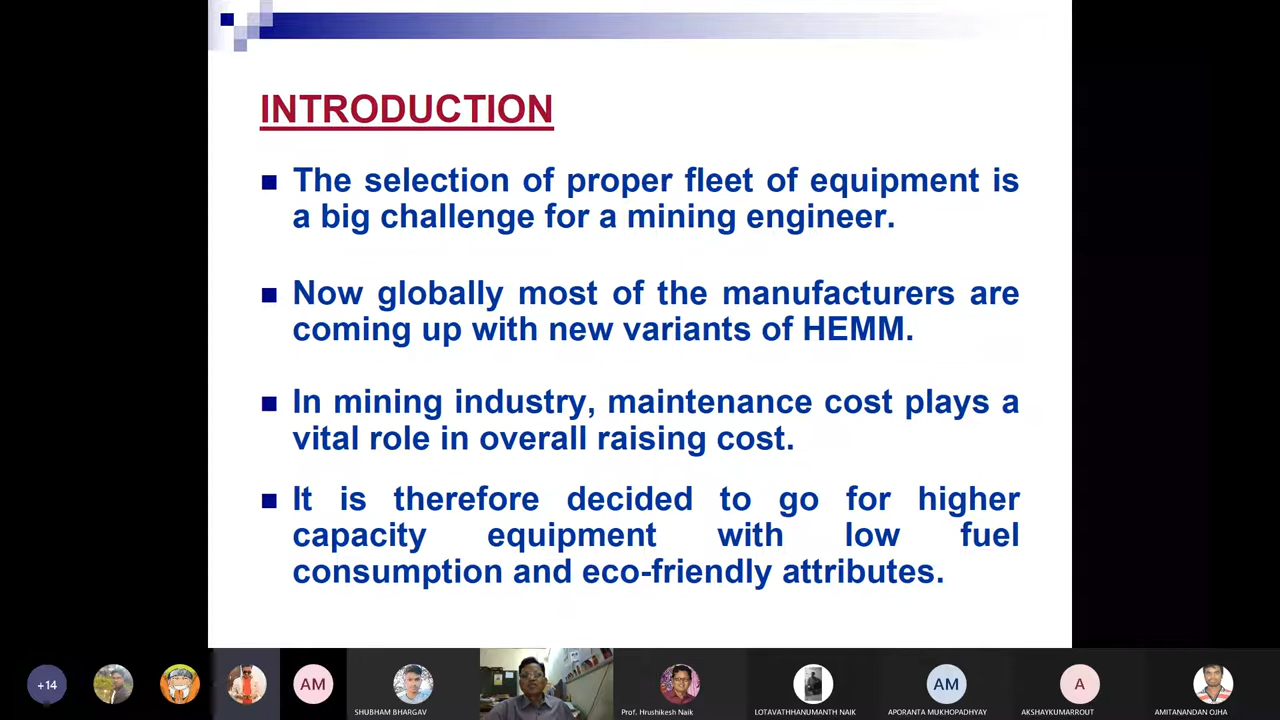 INTRODUCTION
The selection of proper fleet of equipment is
a big challenge for a mining engineer.
Now globally most of the manufacturers are
coming up with new variants of HEMM.
In mining industry, maintenance cost plays a
vital role in overall raising cost.
It is therefore decided to go for higher
capacity equipment with low fuel
consumption and eco-friendly attributes.
+14
AM
SHUBHAM BHARGAV
Prof. Hrushikesh Naik
LOTAVATHHANUMANTH NAIK
AM
APORANTA MUKHOPADHYAY
A
AKSHAYKUMARROUT
AMITANANDAN OJHA